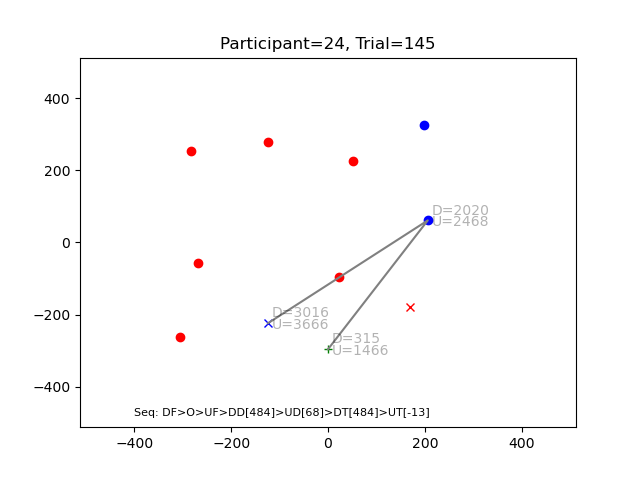 Participant=24, Trial=145
400
200
0
−200
−400
D=2020
U=2468
D=3016
U=3666
D=315
U=1466
Seq: DF>O>UF>DD[484]>UD[68]>DT[484]>UT[-13]
−400 −200 0 200 400